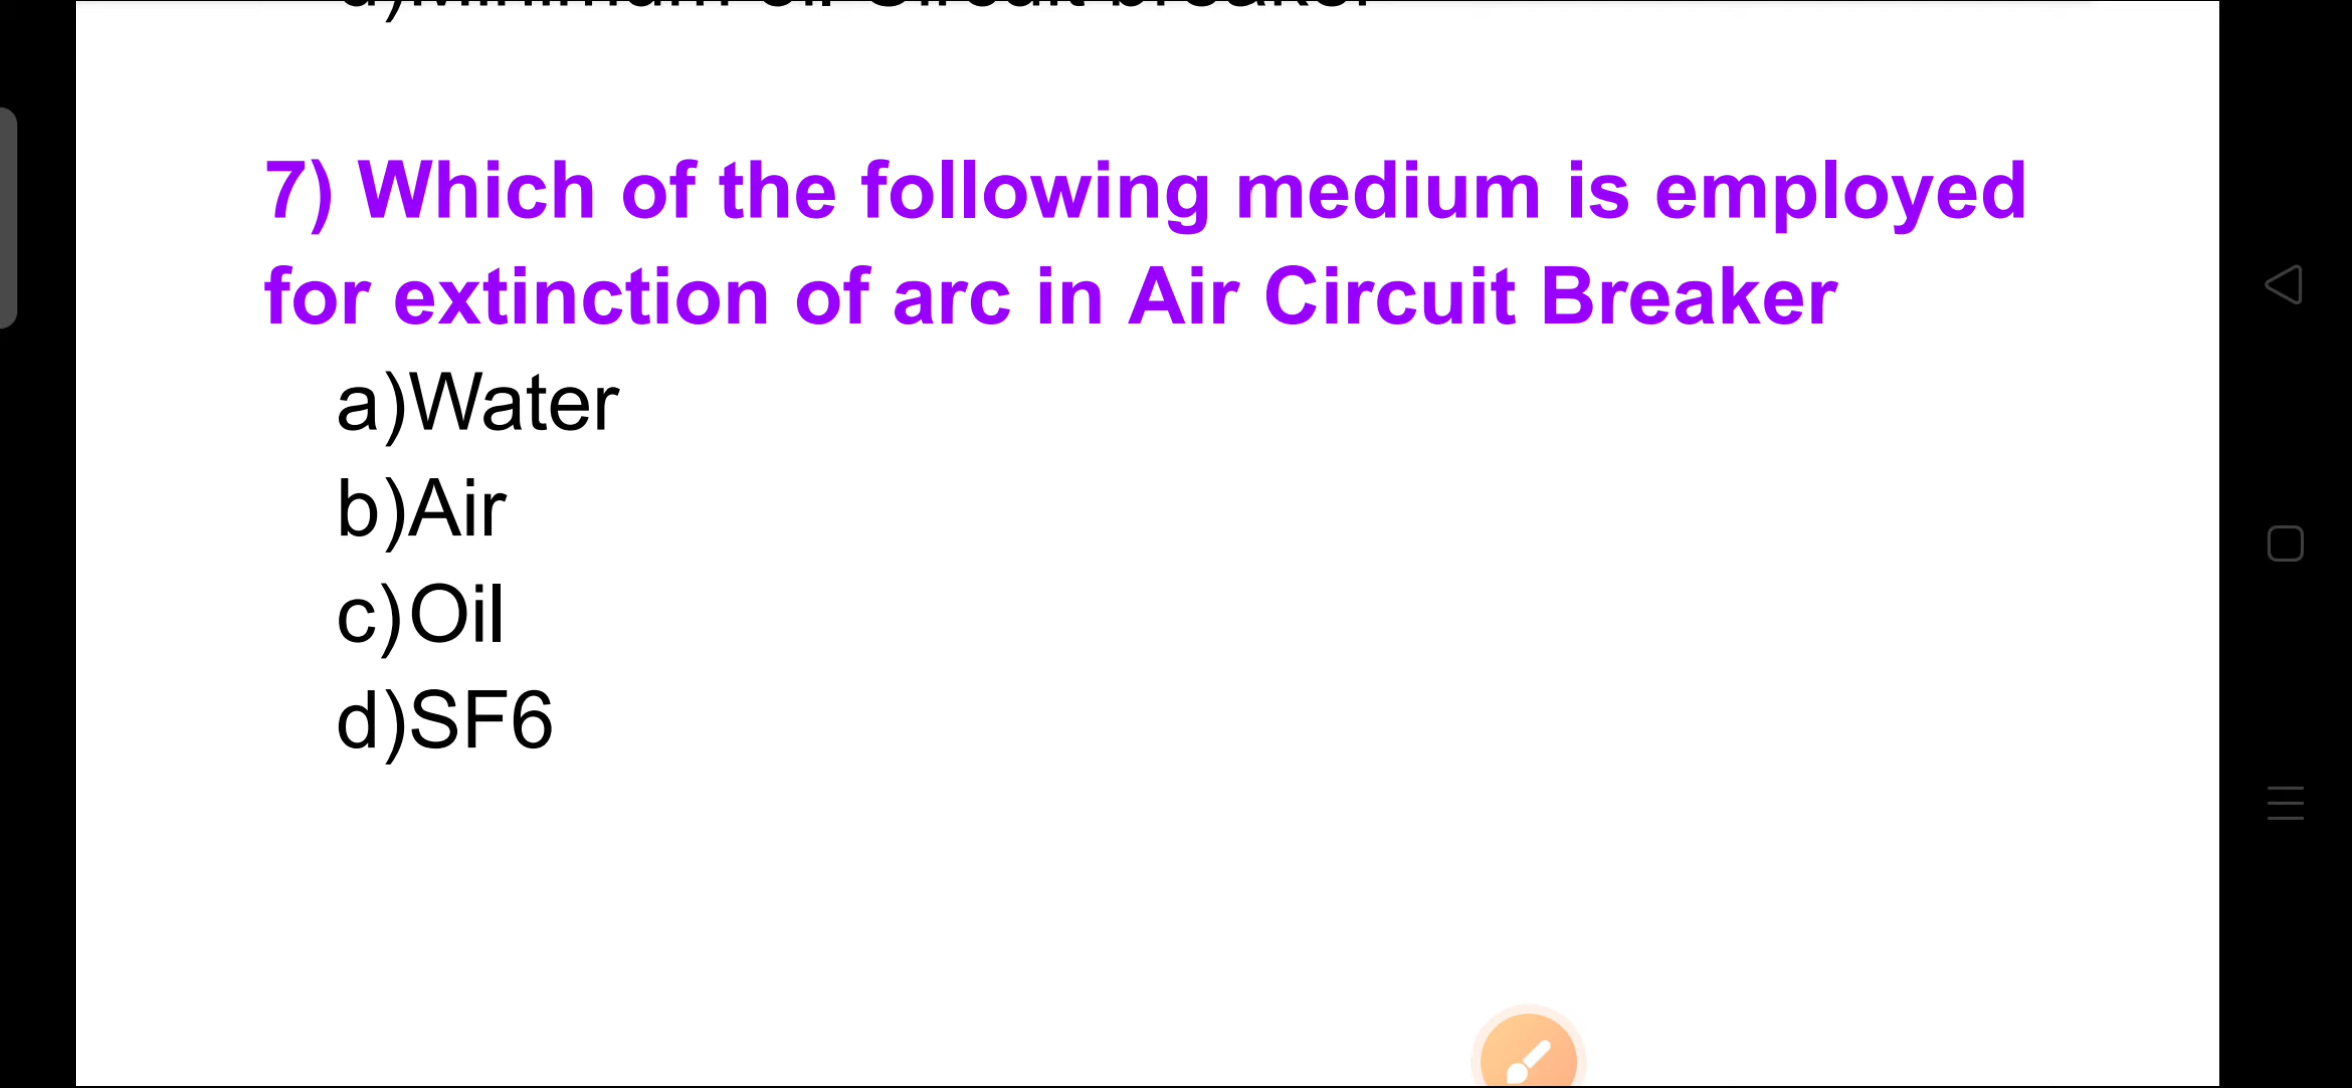 7) Which of the following medium is employed
for extinction of arc in Air Circuit Breaker
a)Water
b)Air
c)Oil
d)SF6